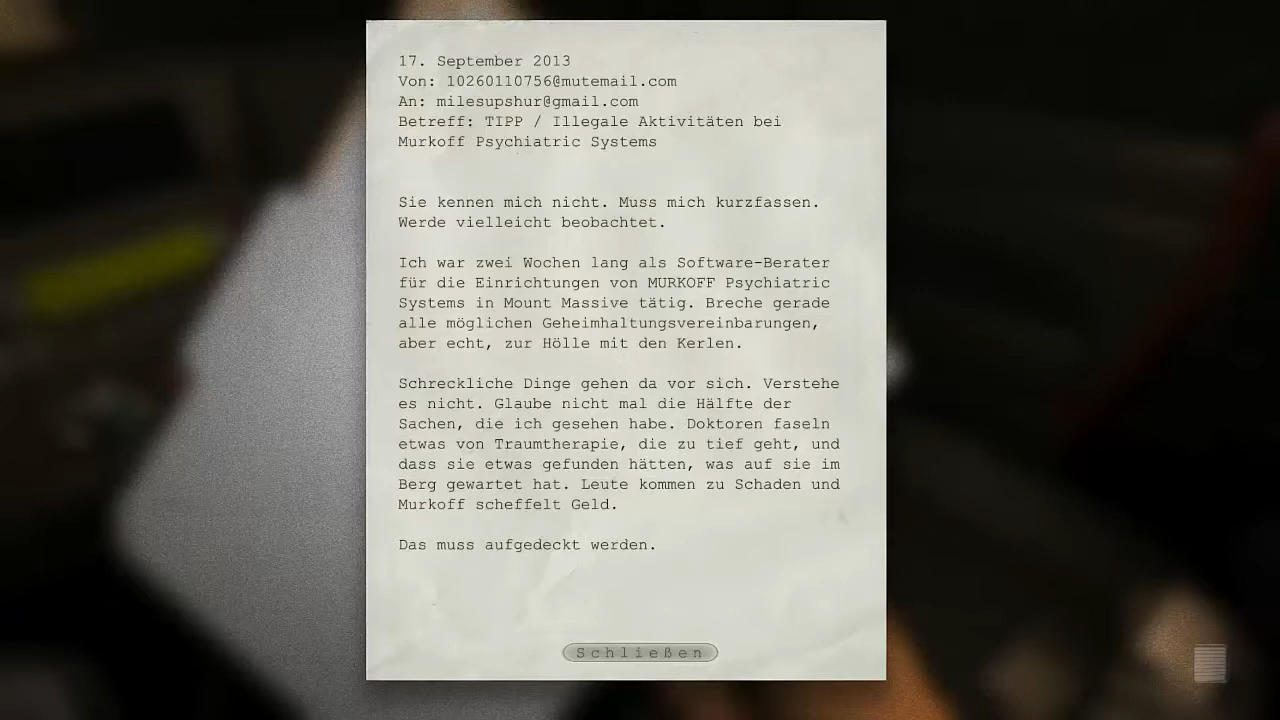 17. September 2013
Von: 10260110756@mutemail.com
An: milesupshur@gmail.com
Betreff: TIPP / Illegale Aktivitäten bei
Murkoff Psychiatric Systems
Sie kennen mich nicht. Muss mich kurzfassen.
Werde vielleicht beobachtet.
Ich war zwei Wochen lang als Software-Berater
für die Einrichtungen von MURKOFF Psychiatric
Systems in Mount Massive tätig. Breche gerade
alle möglichen Geheimhaltungsvereinbarungen,
aber echt, zur Hölle mit den Kerlen.
Schreckliche Dinge gehen da vor sich. Verstehe
es nicht. Glaube nicht mal die Hälfte der
Sachen, die ich gesehen habe. Doktoren faseln
etwas von Traumtherapie, die zu tief geht, und
dass sie etwas gefunden hätten, was auf sie im
Berg gewartet hat. Leute kommen zu Schaden und
Murkoff scheffelt Geld.
Das muss aufgedeckt werden.
Schließen